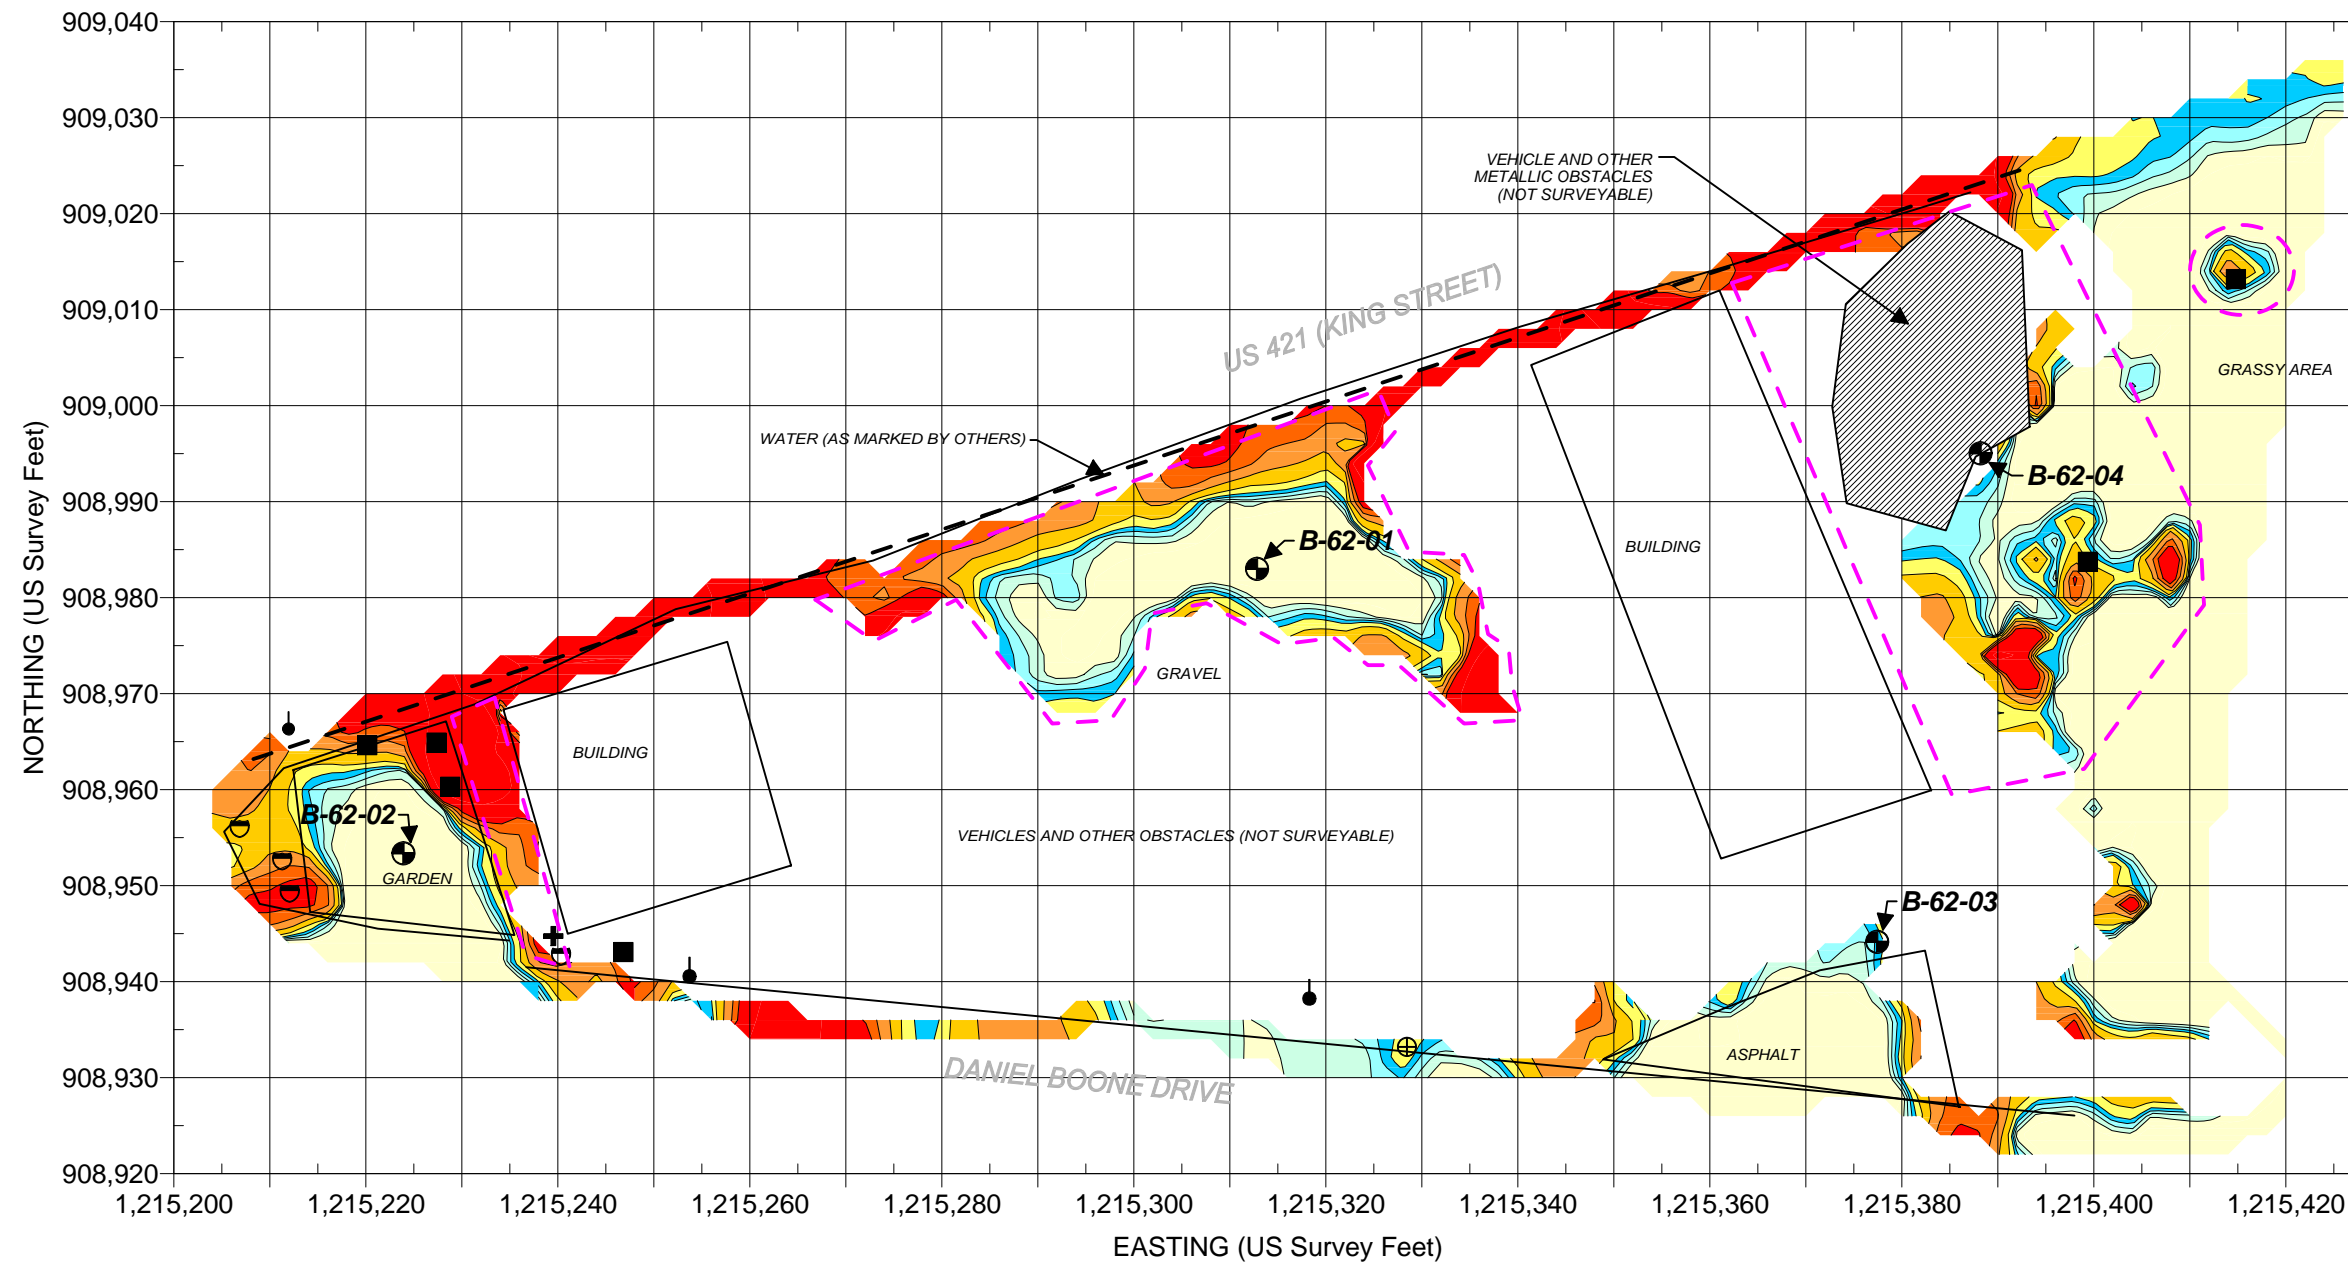 909,040
909,030
909,020
909,010
909,000
908,990
908,980
908,970
908,960
908,950
908,940
908,930
908,920
NORTHING (US Survey Feet)
VEHICLE AND OTHER
METALLIC OBSTACLES
(NOT SURVEYABLE)
US 421 (KING STREET)
GRASSY AREA
WATER (AS MARKED BY OTHERS)
B-62-04
B-62-01
BUILDING
GRAVEL
BUILDING
B-62-02
VEHICLES AND OTHER OBSTACLES (NOT SURVEYABLE)
GARDEN
B-62-03
ASPHALT
DANIEL BOONE DRIVE
1,215,200
1,215,220
1,215,240
1,215,260
1,215,280
1,215,300
1,215,320
1,215,340
1,215,360
1,215,380
1,215,400
1,215,420
EASTING (US Survey Feet)